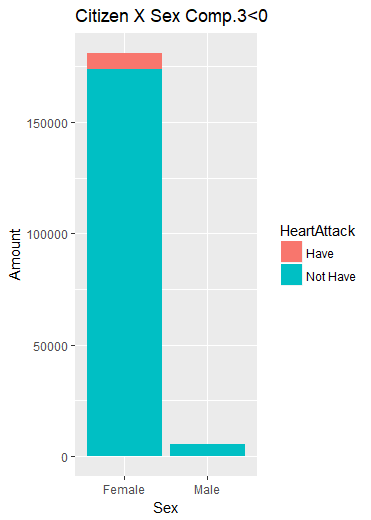 Citizen X Sex Comp.3<0
Amount
150000
100000
50000
0
Female Male
Sex
HeartAttack
Have
Not Have